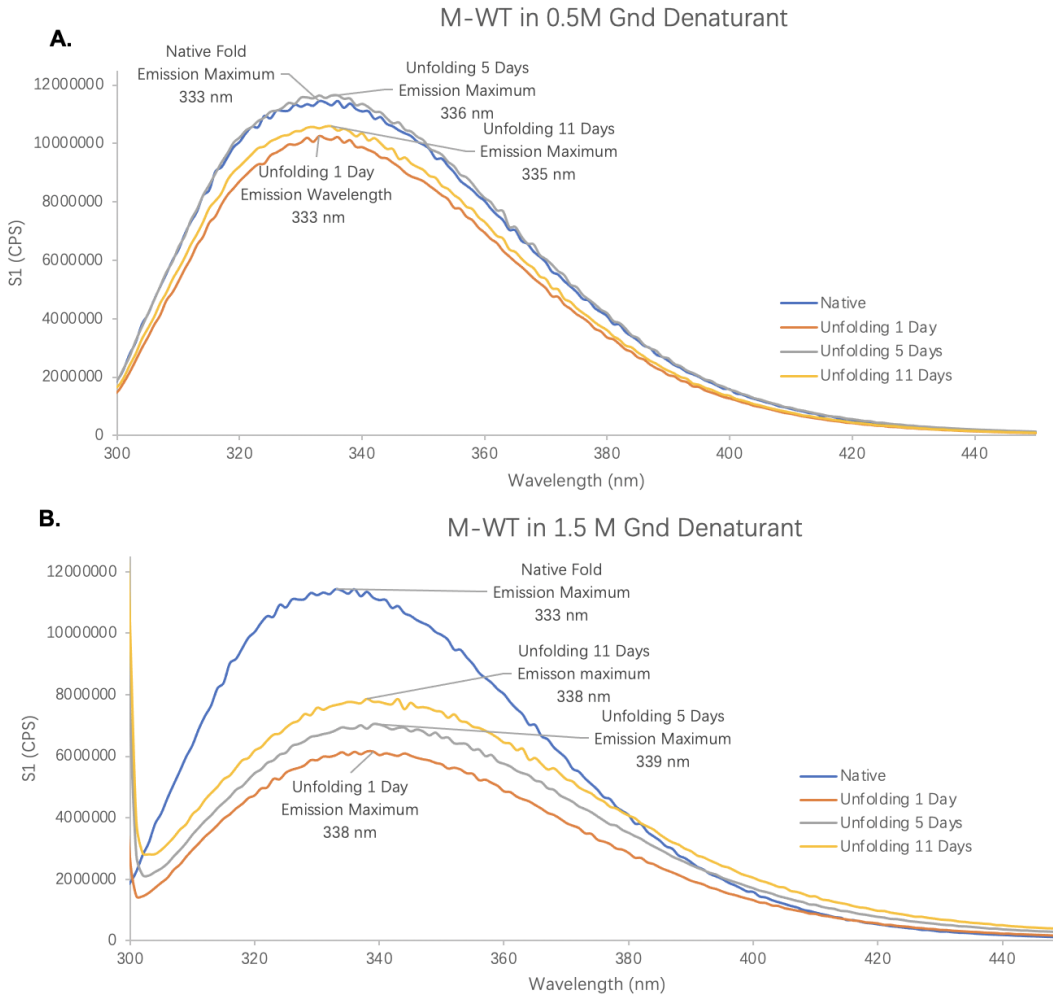 A.
M-WT in 0.5M Gnd Denaturant
Native Fold
Emission Maximum
333 nm
Unfolding 5 Days
Emission Maximum
336 nm
Unfolding 11 Days
Emission Maximum
335 nm
Unfolding 1 Day
Emission Wavelength
333 nm
S1 (CPS)
12000000
10000000
8000000
6000000
4000000
2000000
0
300 320 340 360 380 400 420 440
Wavelength (nm)
Native
Unfolding 1 Day
Unfolding 5 Days
Unfolding 11 Days
B.
M-WT in 1.5 M Gnd Denaturant
Native Fold
Emission Maximum
333 nm
Unfolding 11 Days
Emisson maximum
338 nm
Unfolding 5 Days
Emission Maximum
339 nm
Unfolding 1 Day
Emission Maximum
338 nm
S1 (CPS)
12000000
10000000
8000000
6000000
4000000
2000000
0
300 320 340 360 380 400 420 440
Wavelength (nm)
Native
Unfolding 1 Day
Unfolding 5 Days
Unfolding 11 Days